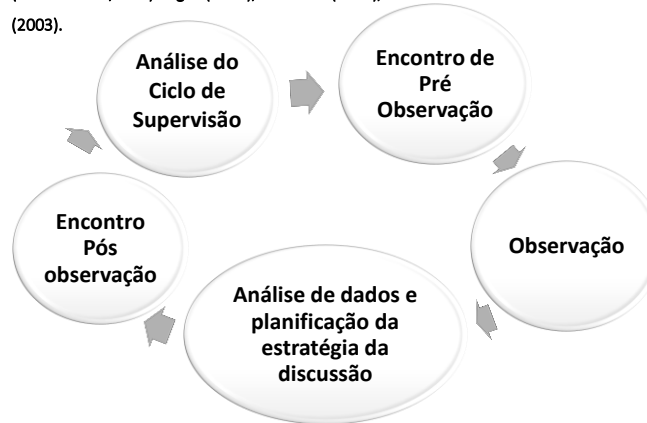 (2003).
Análise do
Ciclo de
Supervisão
Encontro de
Pré
Observação
Observação
Análise de dados e
planificação da
estratégia da
discussão
Encontro
Pós
observação